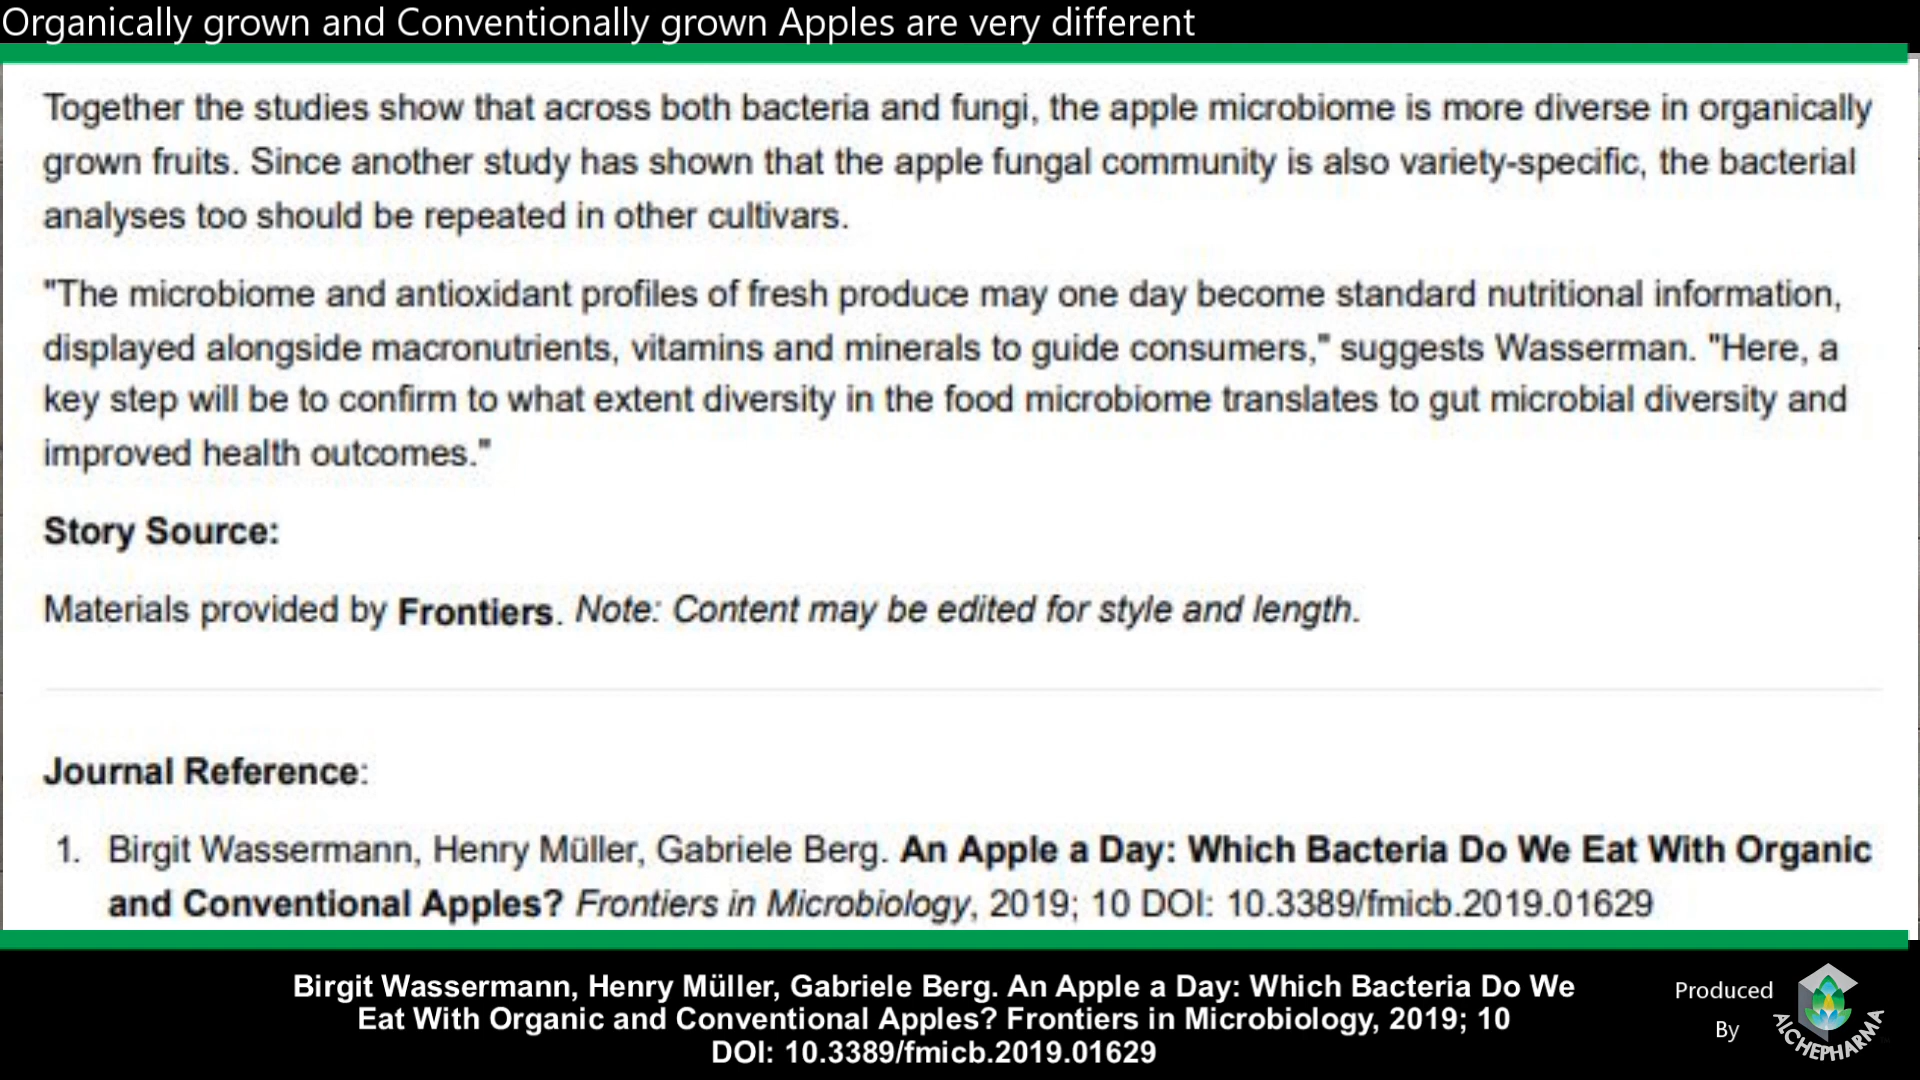 Organically grown and Conventionally grown Apples are very different
Together the studies show that across both bacteria and fungi, the apple microbiome is more diverse in organically
grown fruits. Since another study has shown that the apple fungal community is also variety-specific, the bacterial
analyses too should be repeated in other cultivars.
"The microbiome and antioxidant profiles of fresh produce may one day become standard nutritional information,
displayed alongside macronutrients, vitamins and minerals to guide consumers," suggests Wasserman. "Here, a
key step will be to confirm to what extent diversity in the food microbiome translates to gut microbial diversity and
improved health outcomes."
Story Source:
Materials provided by Frontiers. Note: Content may be edited for style and length.
Journal Reference:
1. Birgit Wassermann, Henry Müller, Gabriele Berg. An Apple a Day: Which Bacteria Do We Eat With Organic
and Conventional Apples? Frontiers in Microbiology, 2019; 10 DOI: 10.3389/fmicb.2019.01629
Birgit Wassermann, Henry Müller, Gabriele Berg. An Apple a Day: Which Bacteria Do We
Eat With Organic and Conventional Apples? Frontiers in Microbiology, 2019; 10
DOI: 10.3389/fmicb.2019.01629
Produced
By
ALCHEPHARMA